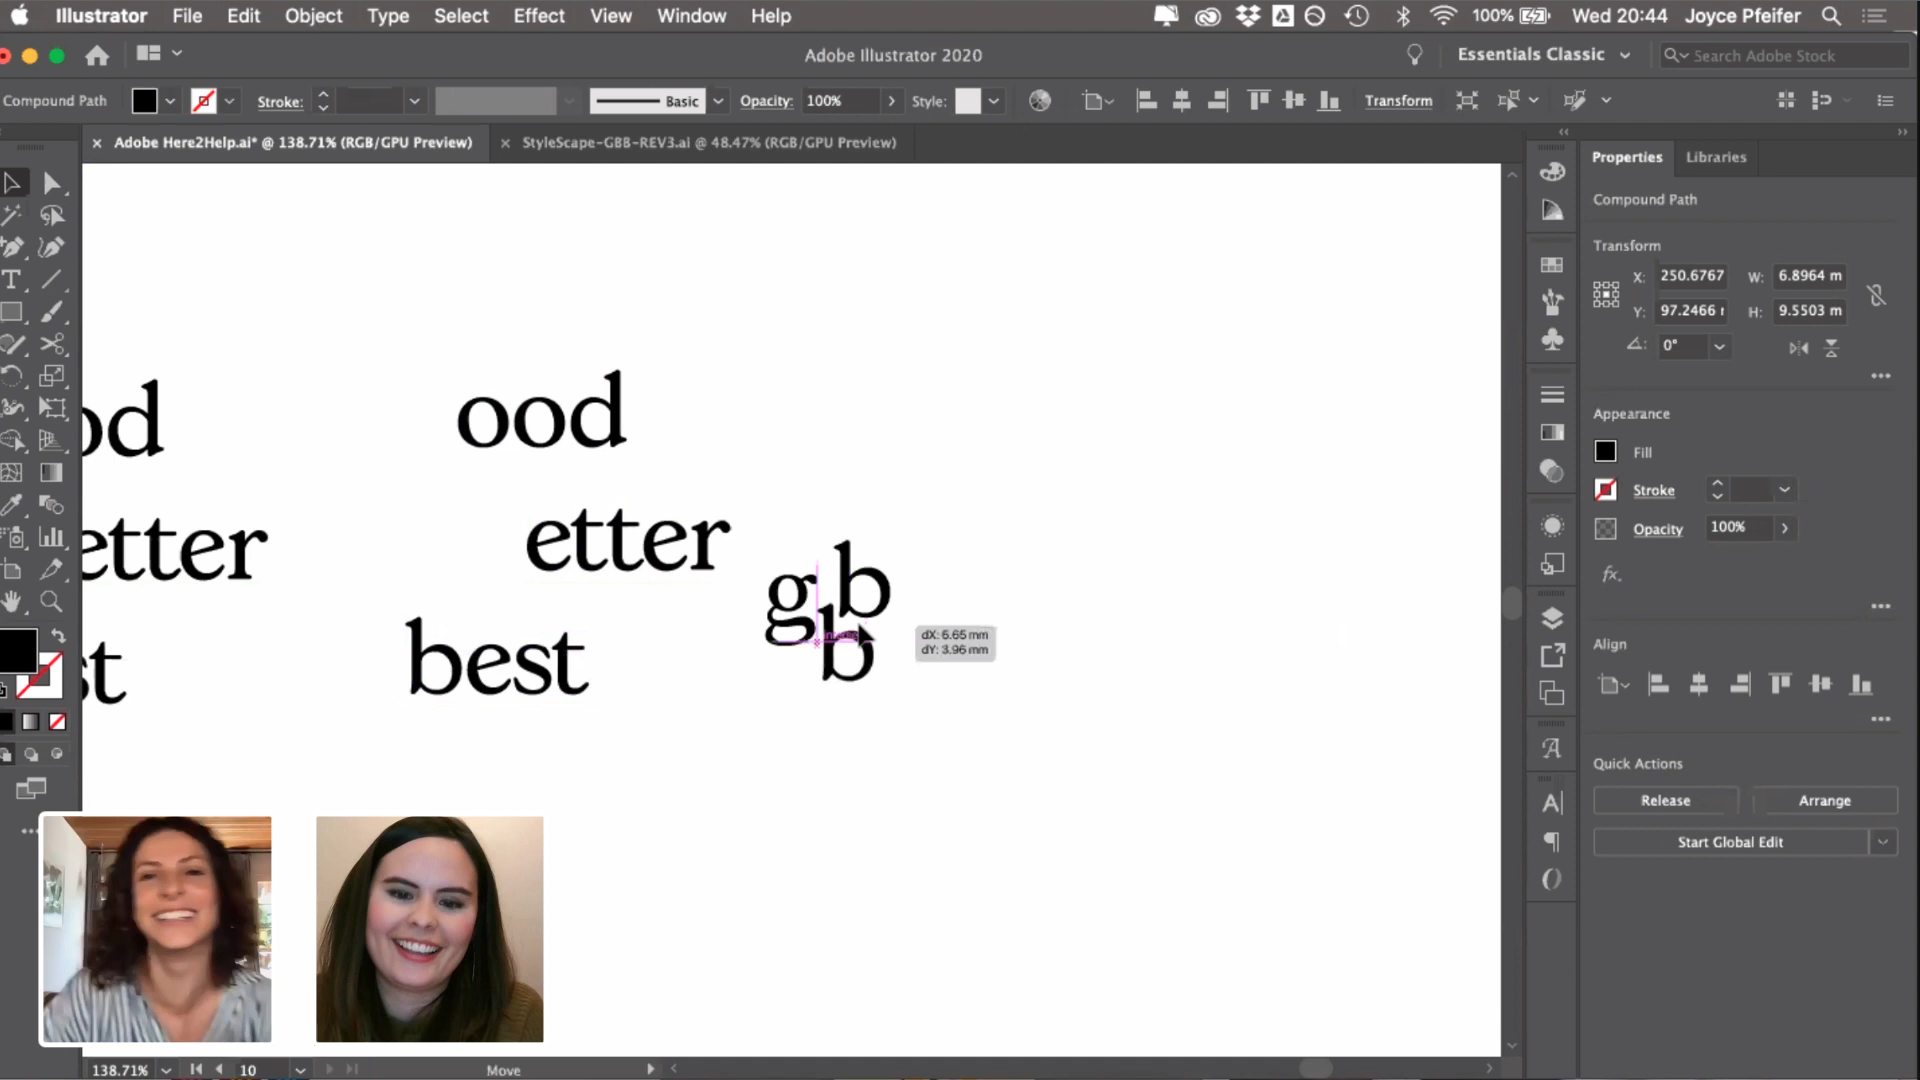 Illustrator File Edit Object Type Select Effect View Window Help 100% Wed 20:44 Joyce Pfeifer
Adobe Illustrator 2020 Essentials Classic Search Adobe Stock
Compound Path Stroke: Basic Opacity: 100% Style: Transform
Adobe Here2Help.ai* @ 138.71% (RGB/GPU Preview) StyleScape-GBB-REV3.ai @ 48.47% (RGB/GPU Preview)
Properties Libraries
Compound Path
Transform
X: 250.6767 W: 6.8964 m
Y: 97.2466 H: 9.5503 m
0°
Appearance
Fill
Stroke
Opacity 100%
fx.
Align
Quick Actions
Release Arrange
Start Global Edit
od ood
etter etter
g b
b
dX: 6.65 mm
dY: 3.96 mm
st best
138.71% 10 Move